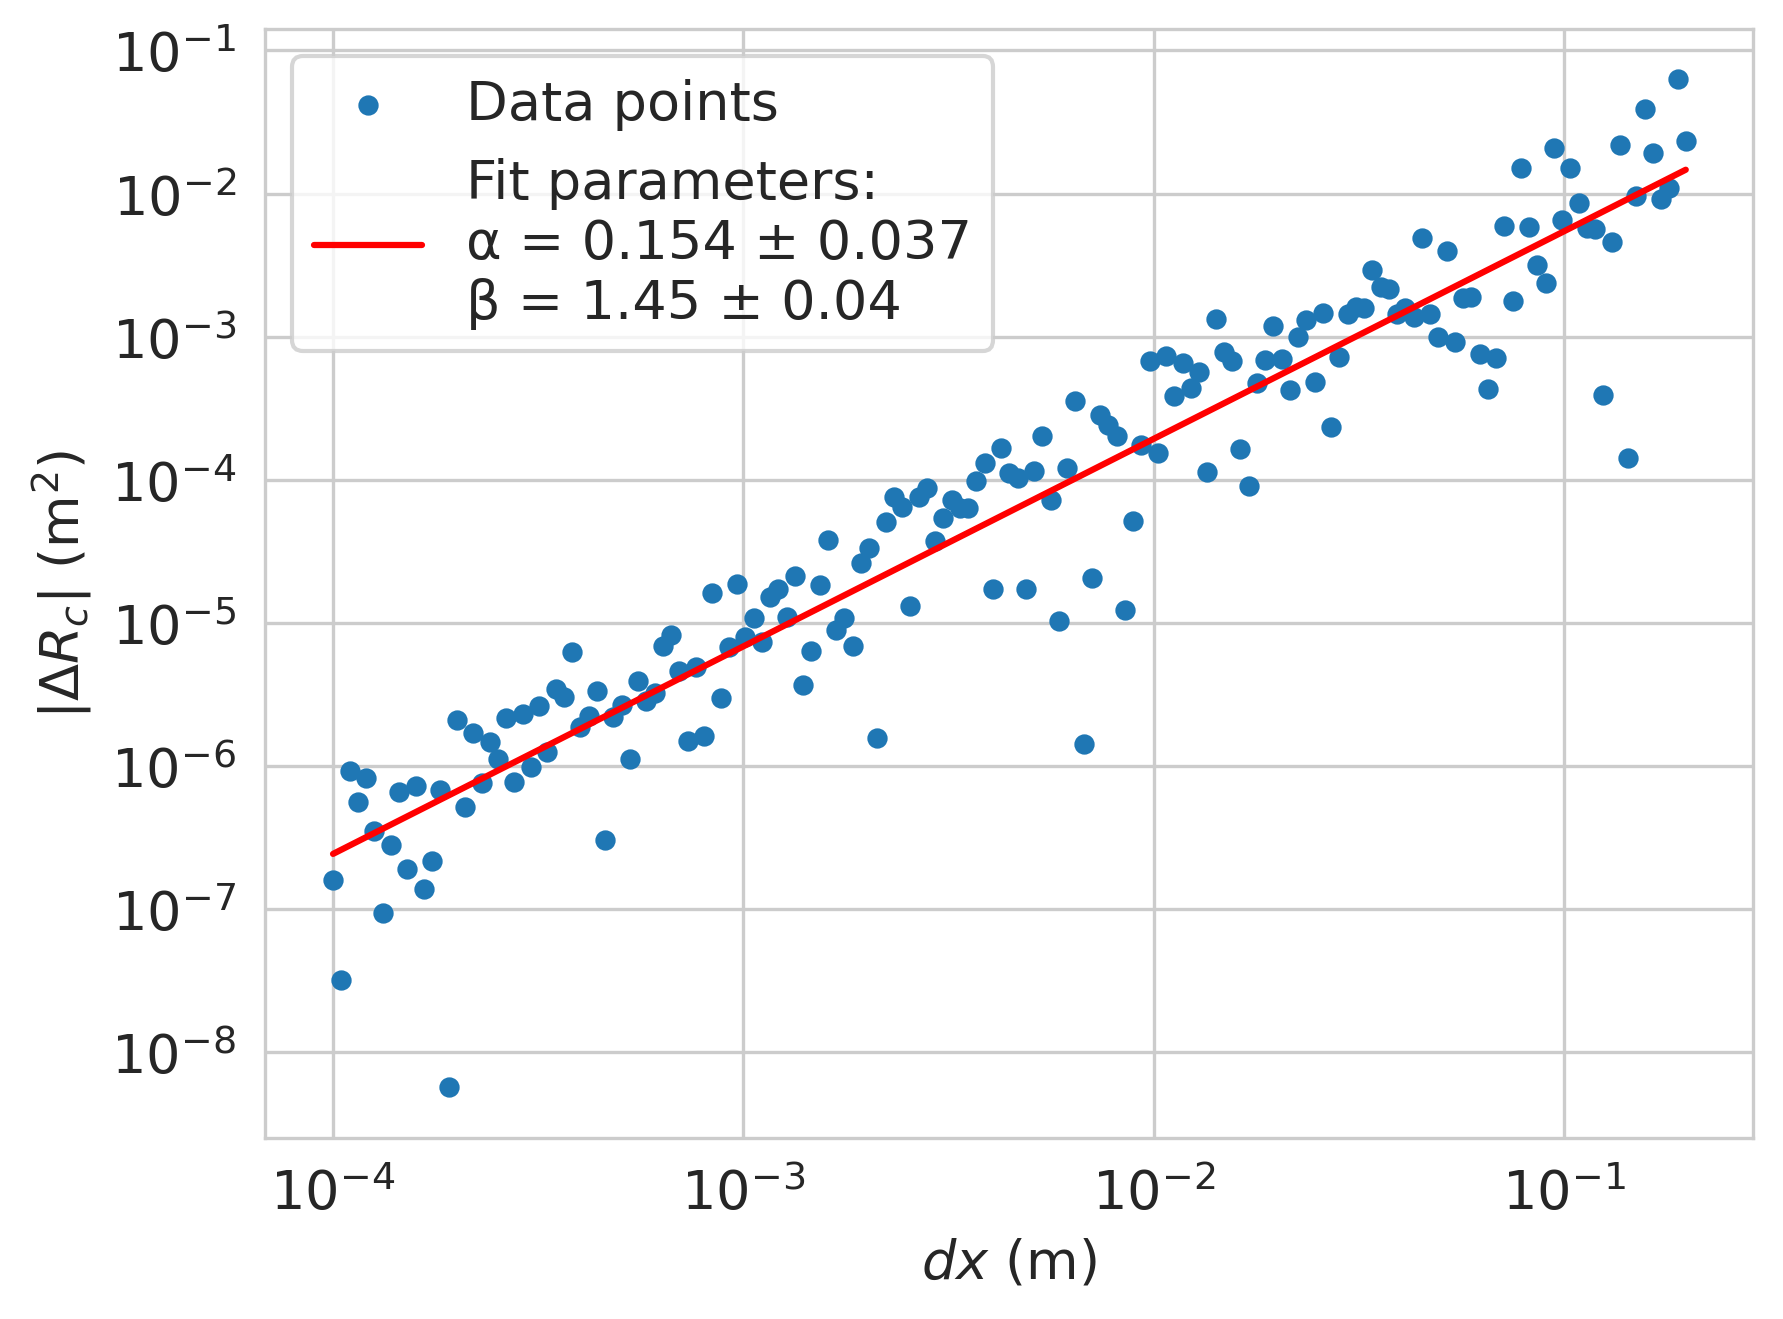 10⁻¹
10⁻²
10⁻³
10⁻⁴
10⁻⁵
10⁻⁶
10⁻⁷
10⁻⁸
|ΔR_c| (m²)
Data points
Fit parameters:
α = 0.154 ± 0.037
β = 1.45 ± 0.04
10⁻⁴ 10⁻³ 10⁻² 10⁻¹
dx (m)